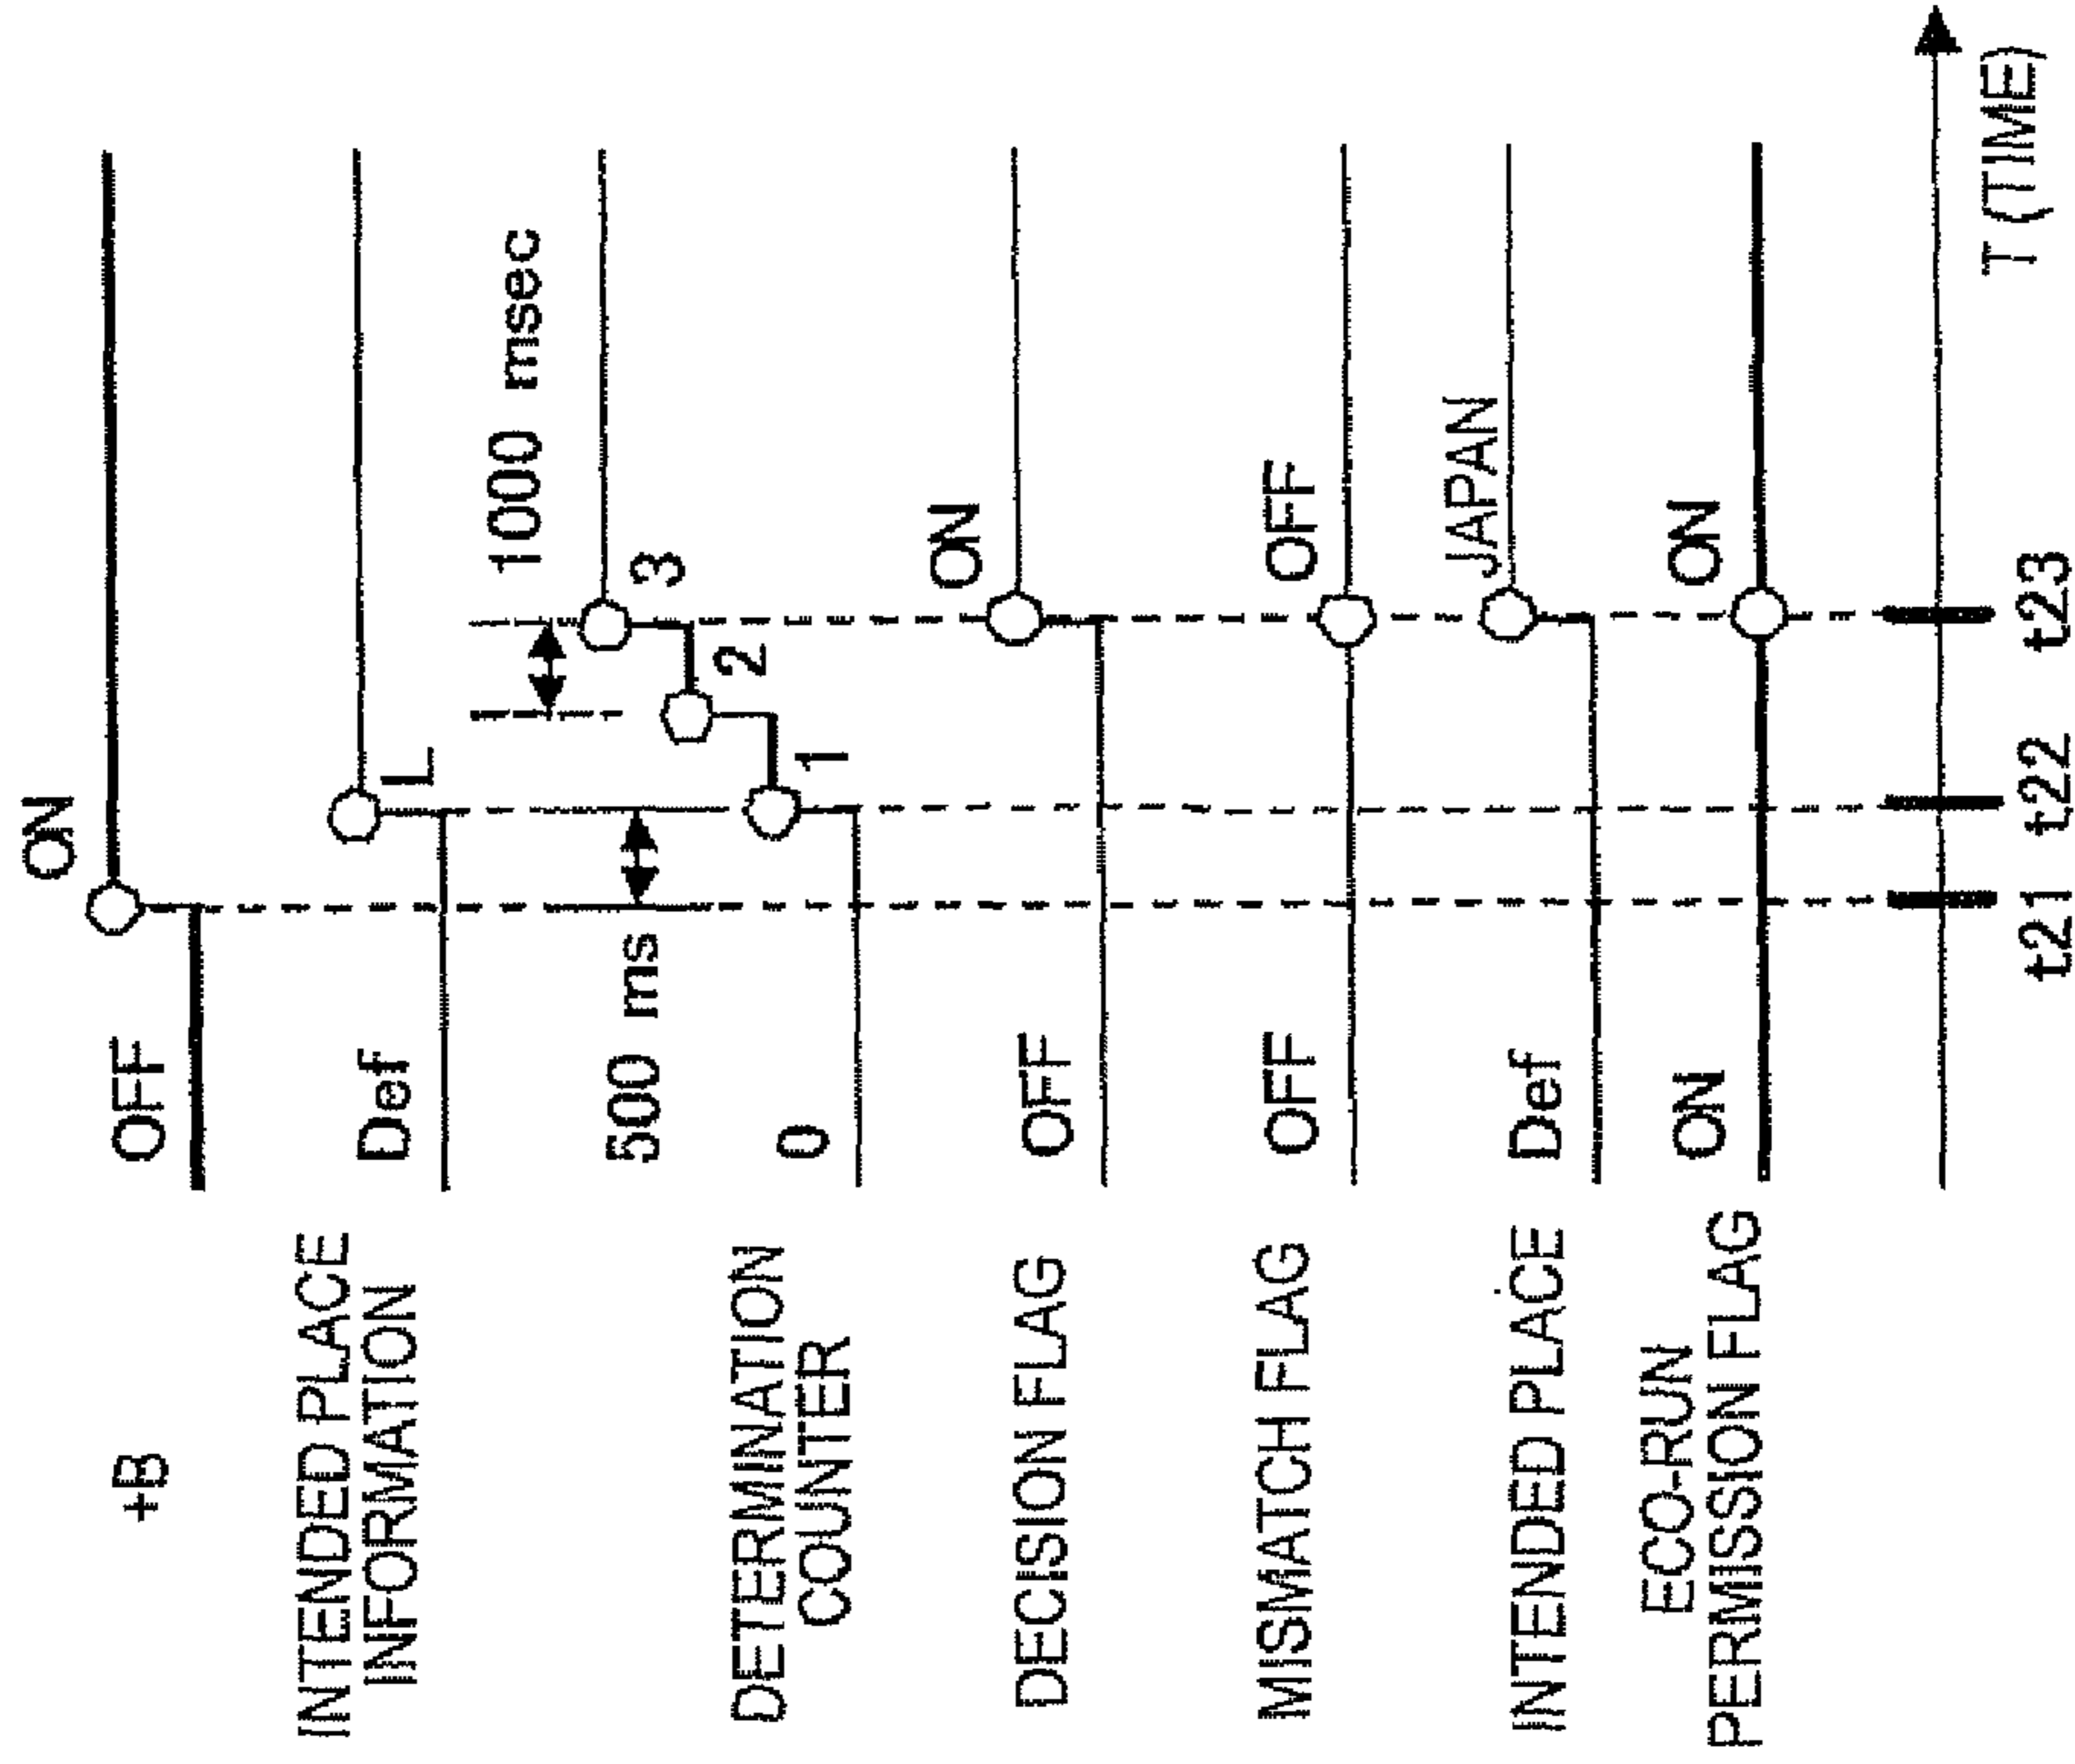 +B
OFF
ON
INTENDED PLACE
INFORMATION
Def
L
500 ms
1000 msec
DETERMINATION
COUNTER
0
1
2
3
DECISION FLAG
OFF
ON
MISMATCH FLAG
OFF
OFF
INTENDED PLACE
Def
JAPAN
ECO-RUN
PERMISSION FLAG
ON
ON
t21
t22
t23
T (TIME)